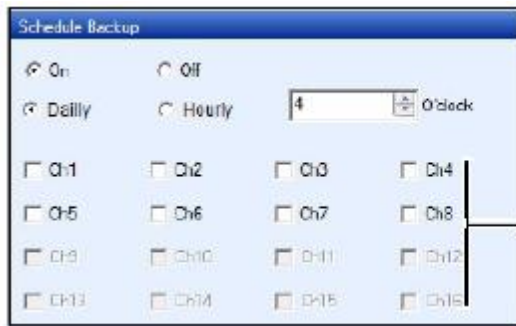 Schedule Backup
On Off
Dailly Hourly 4 O'clock
Ch1 Ch2 Ch3 Ch4
Ch5 Ch6 Ch7 Ch8
Ch9 Ch10 Ch11 Ch12
Ch13 Ch14 Ch15 Ch16